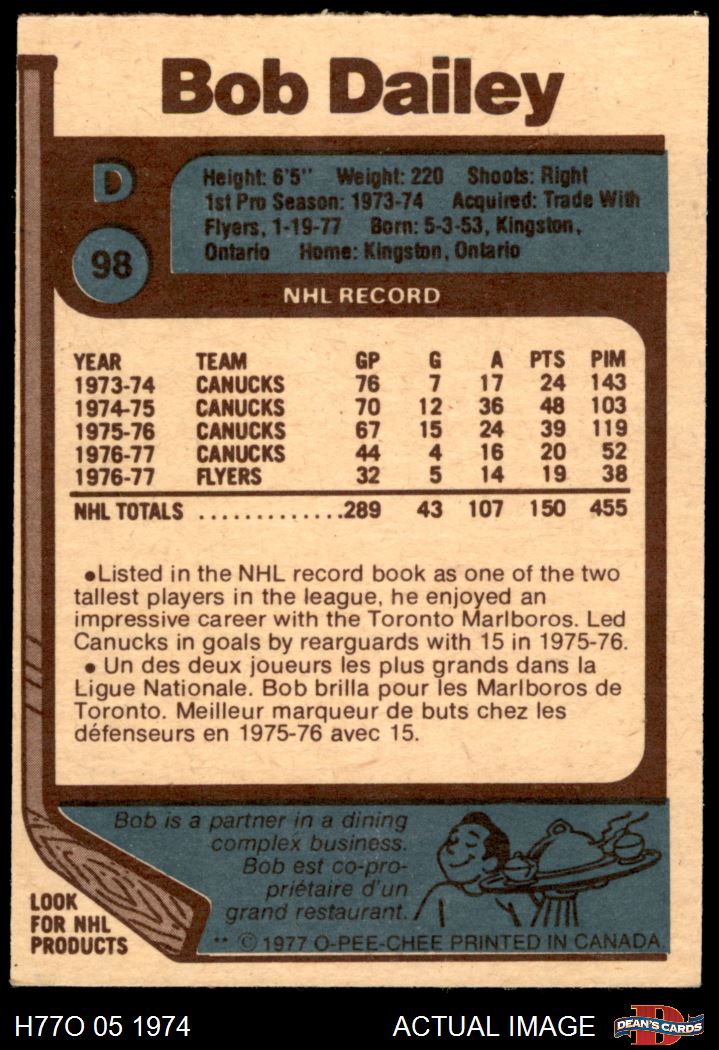 Bob Dailey
D
98
Height: 6'5" Weight: 220 Shoots: Right
1st Pro Season: 1973-74 Acquired: Trade With
Flyers, 1-19-77 Born: 5-3-53, Kingston,
Ontario Home: Kingston, Ontario
NHL RECORD
YEAR TEAM GP G A PTS PIM
1973-74 CANUCKS 76 7 17 24 143
1974-75 CANUCKS 70 12 36 48 103
1975-76 CANUCKS 67 15 24 39 119
1976-77 CANUCKS 44 4 16 20 52
1976-77 FLYERS 32 5 14 19 38
NHL TOTALS .............289 43 107 150 455
●Listed in the NHL record book as one of the two
tallest players in the league, he enjoyed an
impressive career with the Toronto Marlboros. Led
Canucks in goals by rearguards with 15 in 1975-76.
● Un des deux joueurs les plus grands dans la
Ligue Nationale. Bob brilla pour les Marlboros de
Toronto. Meilleur marqueur de buts chez les
défenseurs en 1975-76 avec 15.
Bob is a partner in a dining
complex business.
Bob est co-pro-
priétaire d'un
grand restaurant.
LOOK
FOR NHL
PRODUCTS
** © 1977 O-PEE-CHEE PRINTED IN CANADA
H77O 05 1974 ACTUAL IMAGE
D
DEAN'S CARDS